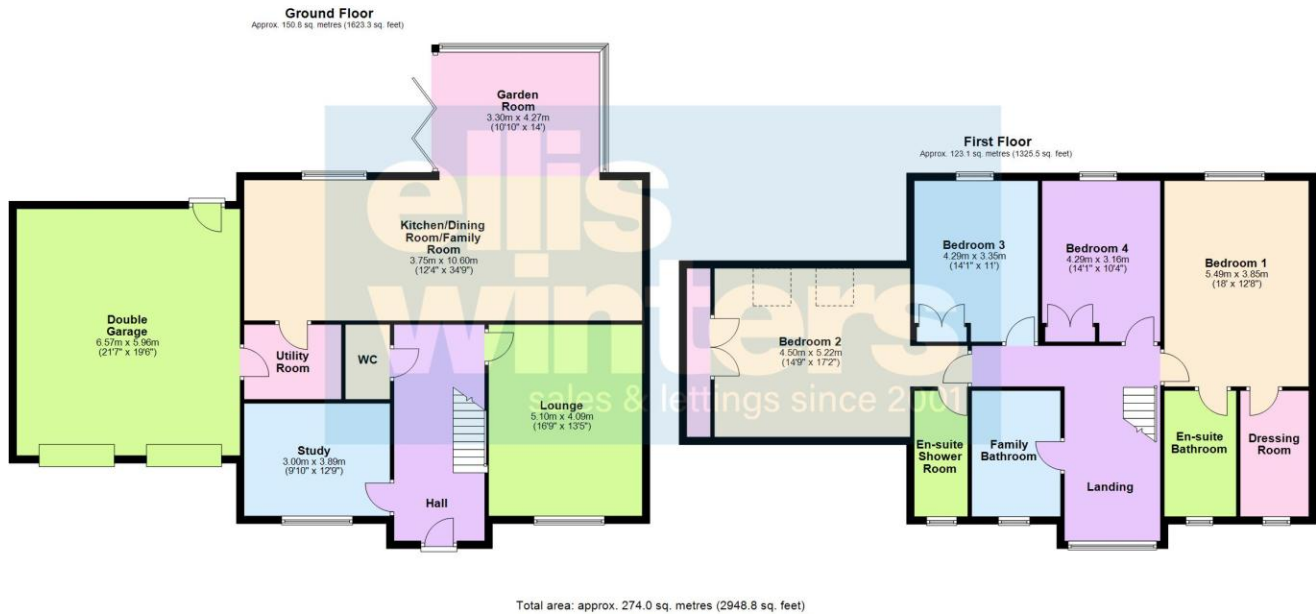 Ground Floor
Approx. 150.8 sq. metres (1623.3 sq. feet)
Garden
Room
3.30m x 4.27m
(10'10" x 14')
Kitchen/Dining
Room/Family
Room
3.75m x 10.60m
(12'4" x 34'9")
Double
Garage
6.57m x 5.96m
(21'7" x 19'6")
Utility
Room
WC
Lounge
5.10m x 4.09m
(16'9" x 13'5")
Study
3.00m x 3.89m
(9'10" x 12'9")
Hall
First Floor
Approx. 123.1 sq. metres (1325.5 sq. feet)
Bedroom 3
4.29m x 3.35m
(14'1" x 11')
Bedroom 4
4.29m x 3.16m
(14'1" x 10'4")
Bedroom 1
5.49m x 3.85m
(18' x 12'8")
Bedroom 2
4.50m x 5.22m
(14'9" x 17'2")
En-suite
Shower
Room
Family
Bathroom
Landing
En-suite
Bathroom
Dressing
Room
ellis
winters
sales & lettings since 2001
Total area: approx. 274.0 sq. metres (2948.8 sq. feet)